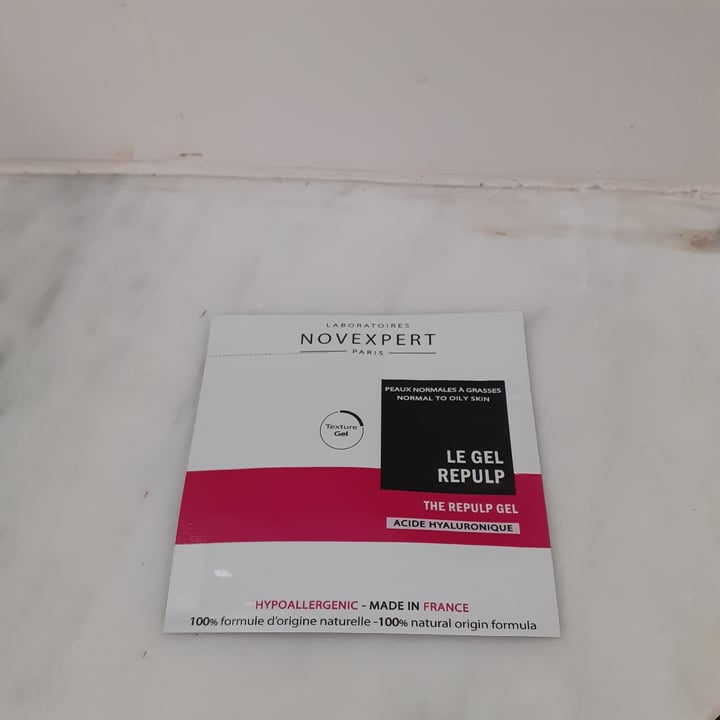 LABORATOIRES
NOVEXPERT
PARIS
PEAUX NORMALES À GRASSES
NORMAL TO OILY SKIN
Texture
Gel
LE GEL
REPULP
THE REPULP GEL
ACIDE HYALURONIQUE
HYPOALLERGENIC - MADE IN FRANCE
100% formule d'origine naturelle -100% natural origin formula